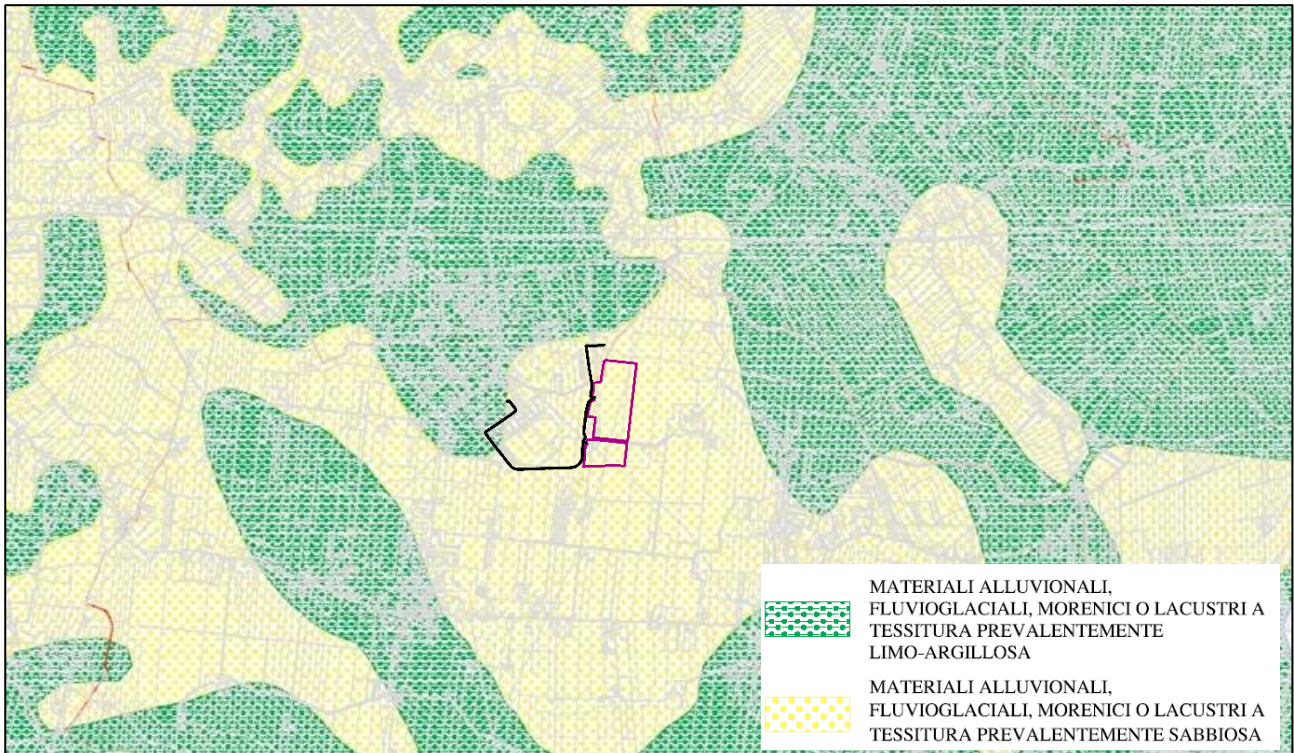 MATERIALI ALLUVIONALI,
FLUVIOGLACIALI, MORENICI O LACUSTRI A
TESSITURA PREVALENTEMENTE
LIMO-ARGILLOSA
MATERIALI ALLUVIONALI,
FLUVIOGLACIALI, MORENICI O LACUSTRI A
TESSITURA PREVALENTEMENTE SABBIOSA